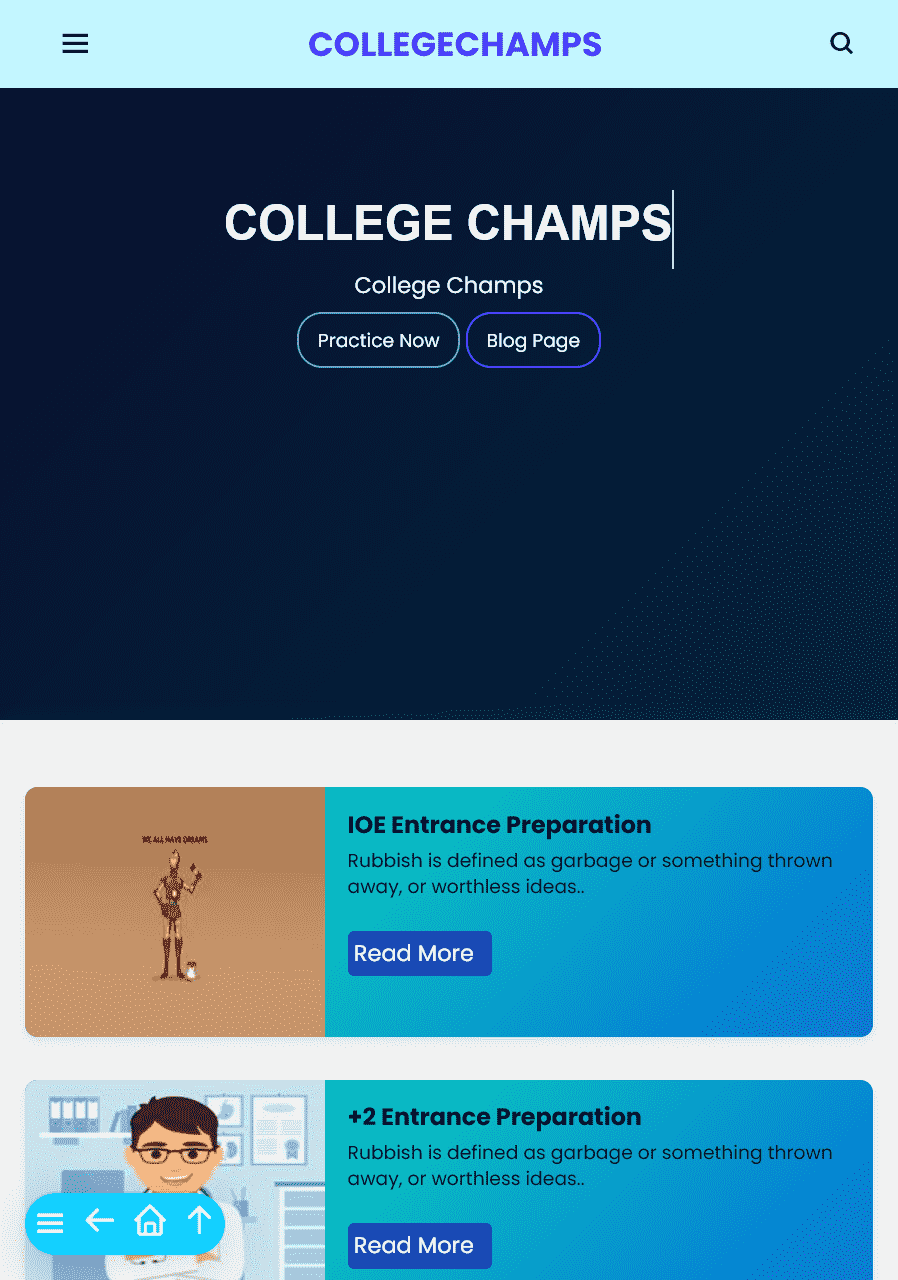 COLLEGECHAMPS
COLLEGE CHAMPS
College Champs
Practice Now
Blog Page
WE ALL HAVE DREAMS
IOE Entrance Preparation
Rubbish is defined as garbage or something thrown
away, or worthless ideas..
Read More
+2 Entrance Preparation
Rubbish is defined as garbage or something thrown
away, or worthless ideas..
Read More